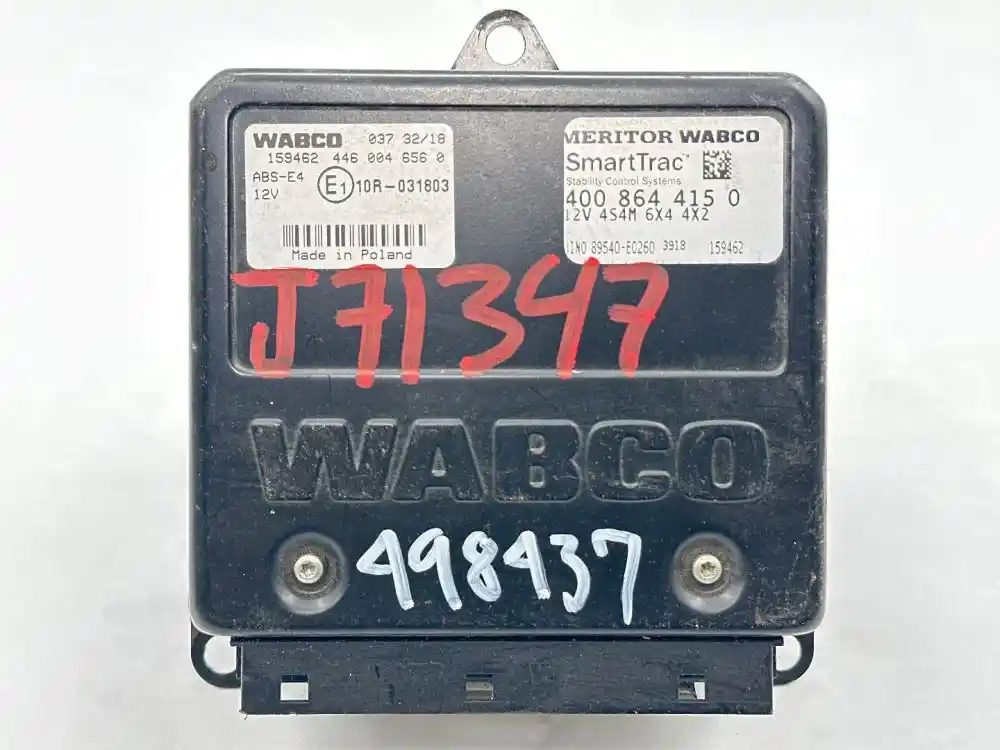 WABCO 037 32/18
159462 446 004 656 0
ABS-E4
12V
E1 10R-031803
Made in Poland
MERITOR WABCO
SmartTrac™
Stability Control Systems
400 864 415 0
12V 4S4M 6X4 4X2
89540-E0260 3918 159462
J71347
WABCO
498437